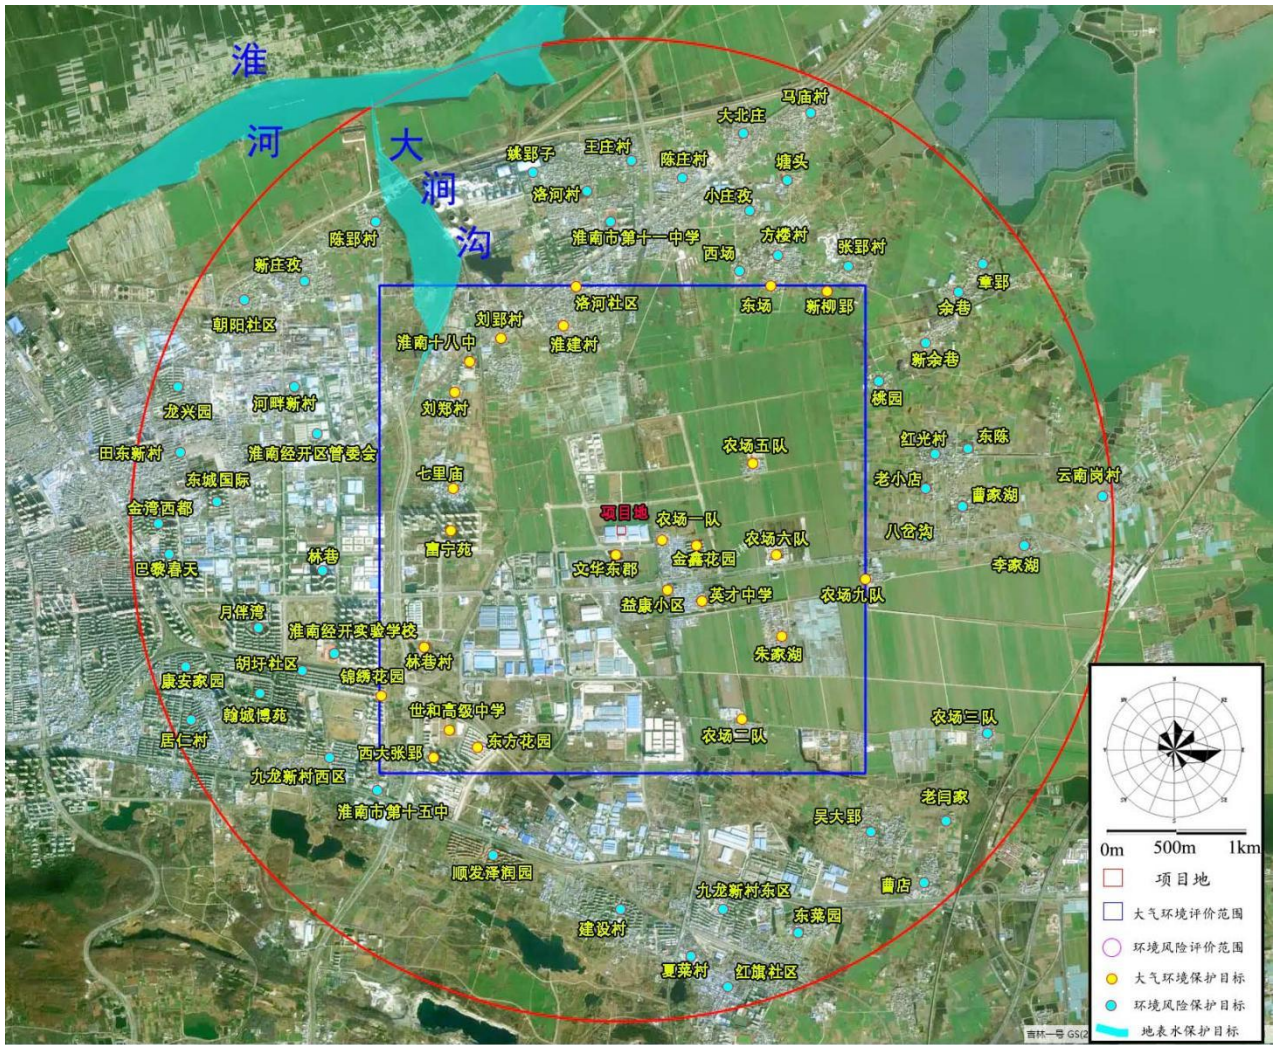 淮
河
大
涧
沟
马庙村
大北庄
王庄村
陈庄村
姚郢子
塘头
洛河村
小庄孜
陈郢村
淮南市第十一中学
方楼村
西场
张郢村
新庄孜
章郢
洛河社区
东场
新柳郢
余巷
朝阳社区
刘郢村
淮建村
淮南十八中
新余巷
龙兴园
河畔新村
刘郑村
桃园
田东新村
淮南经开区管委会
农场五队
红光村
东陈
东城国际
七里庙
老小店
曹家湖
云南岗村
金湾西都
项目地
农场一队
富宁苑
八岔沟
巴黎春天
林巷
文华东郡
金鑫花园
农场六队
李家湖
月伴湾
益康小区
英才中学
农场九队
淮南经开实验学校
林巷村
朱家湖
康安家园
胡圩社区
锦绣花园
翰城博苑
世和高级中学
农场三队
居仁村
西大张郢
东方花园
农场二队
九龙新村西区
淮南市第十五中
老闫家
吴大郢
顺发泽润园
曹店
九龙新村东区
建设村
东菜园
夏菜村
红旗社区
0m 500m 1km
项目地
大气环境评价范围
环境风险评价范围
大气环境保护目标
环境风险保护目标
地表水保护目标
吉林一号 GS(2